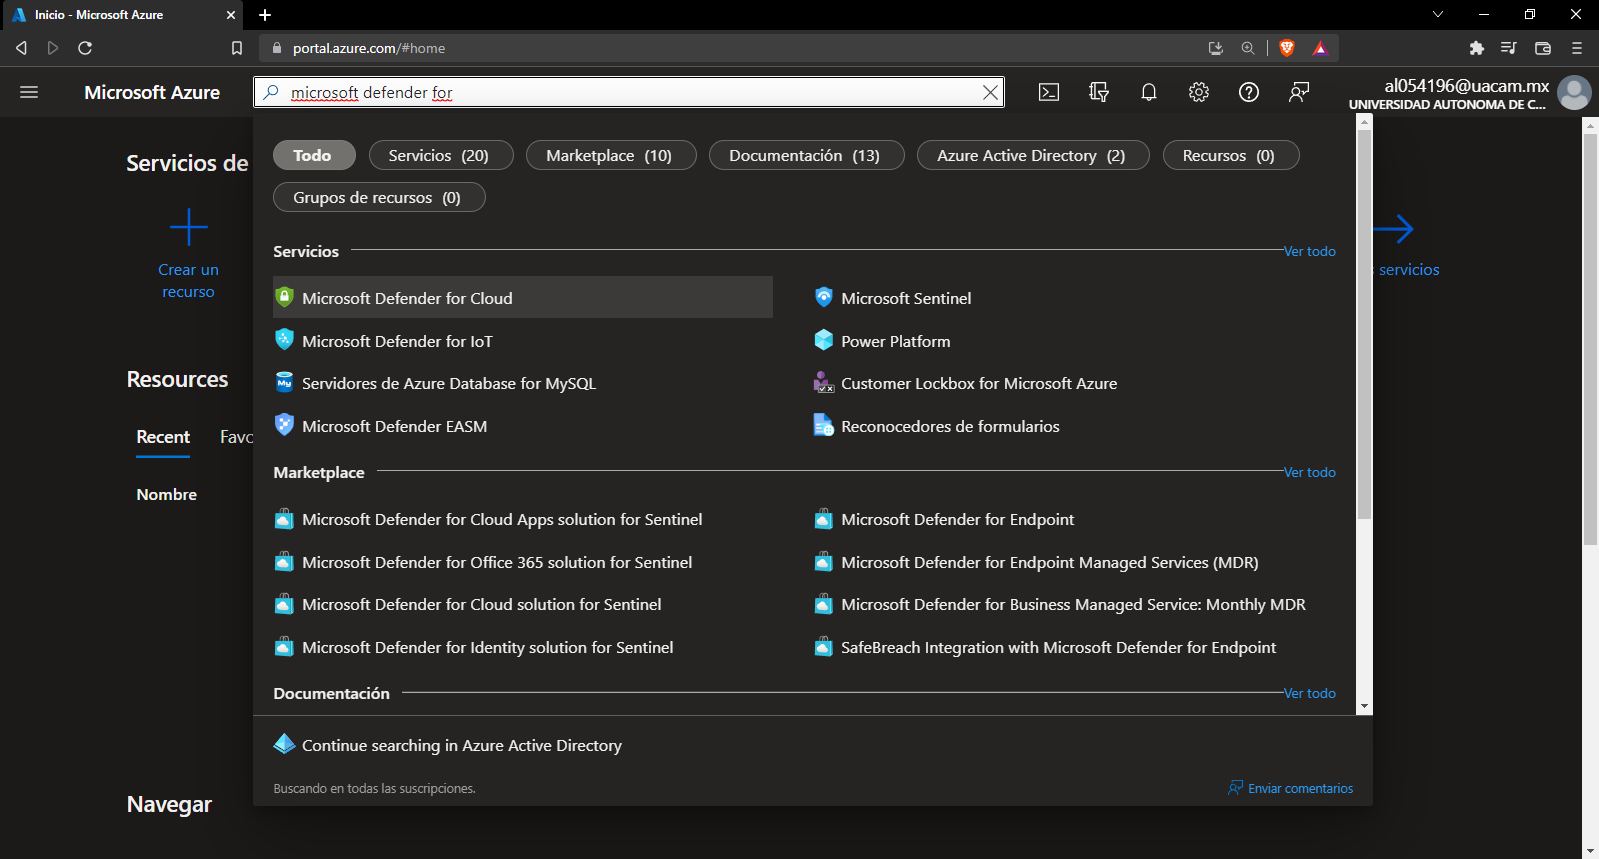 Inicio - Microsoft Azure
portal.azure.com/#home
Microsoft Azure
microsoft defender for
al054196@uacam.mx
UNIVERSIDAD AUTONOMA DE C...
Servicios de
Todo
Servicios (20)
Marketplace (10)
Documentación (13)
Azure Active Directory (2)
Recursos (0)
Grupos de recursos (0)
Crear un
recurso
servicios
Servicios
Ver todo
Microsoft Defender for Cloud
Microsoft Sentinel
Microsoft Defender for IoT
Power Platform
Servidores de Azure Database for MySQL
Customer Lockbox for Microsoft Azure
Microsoft Defender EASM
Reconocedores de formularios
Resources
Recent
Favo
Nombre
Marketplace
Ver todo
Microsoft Defender for Cloud Apps solution for Sentinel
Microsoft Defender for Endpoint
Microsoft Defender for Office 365 solution for Sentinel
Microsoft Defender for Endpoint Managed Services (MDR)
Microsoft Defender for Cloud solution for Sentinel
Microsoft Defender for Business Managed Service: Monthly MDR
Microsoft Defender for Identity solution for Sentinel
SafeBreach Integration with Microsoft Defender for Endpoint
Documentación
Ver todo
Continue searching in Azure Active Directory
Buscando en todas las suscripciones.
Enviar comentarios
Navegar